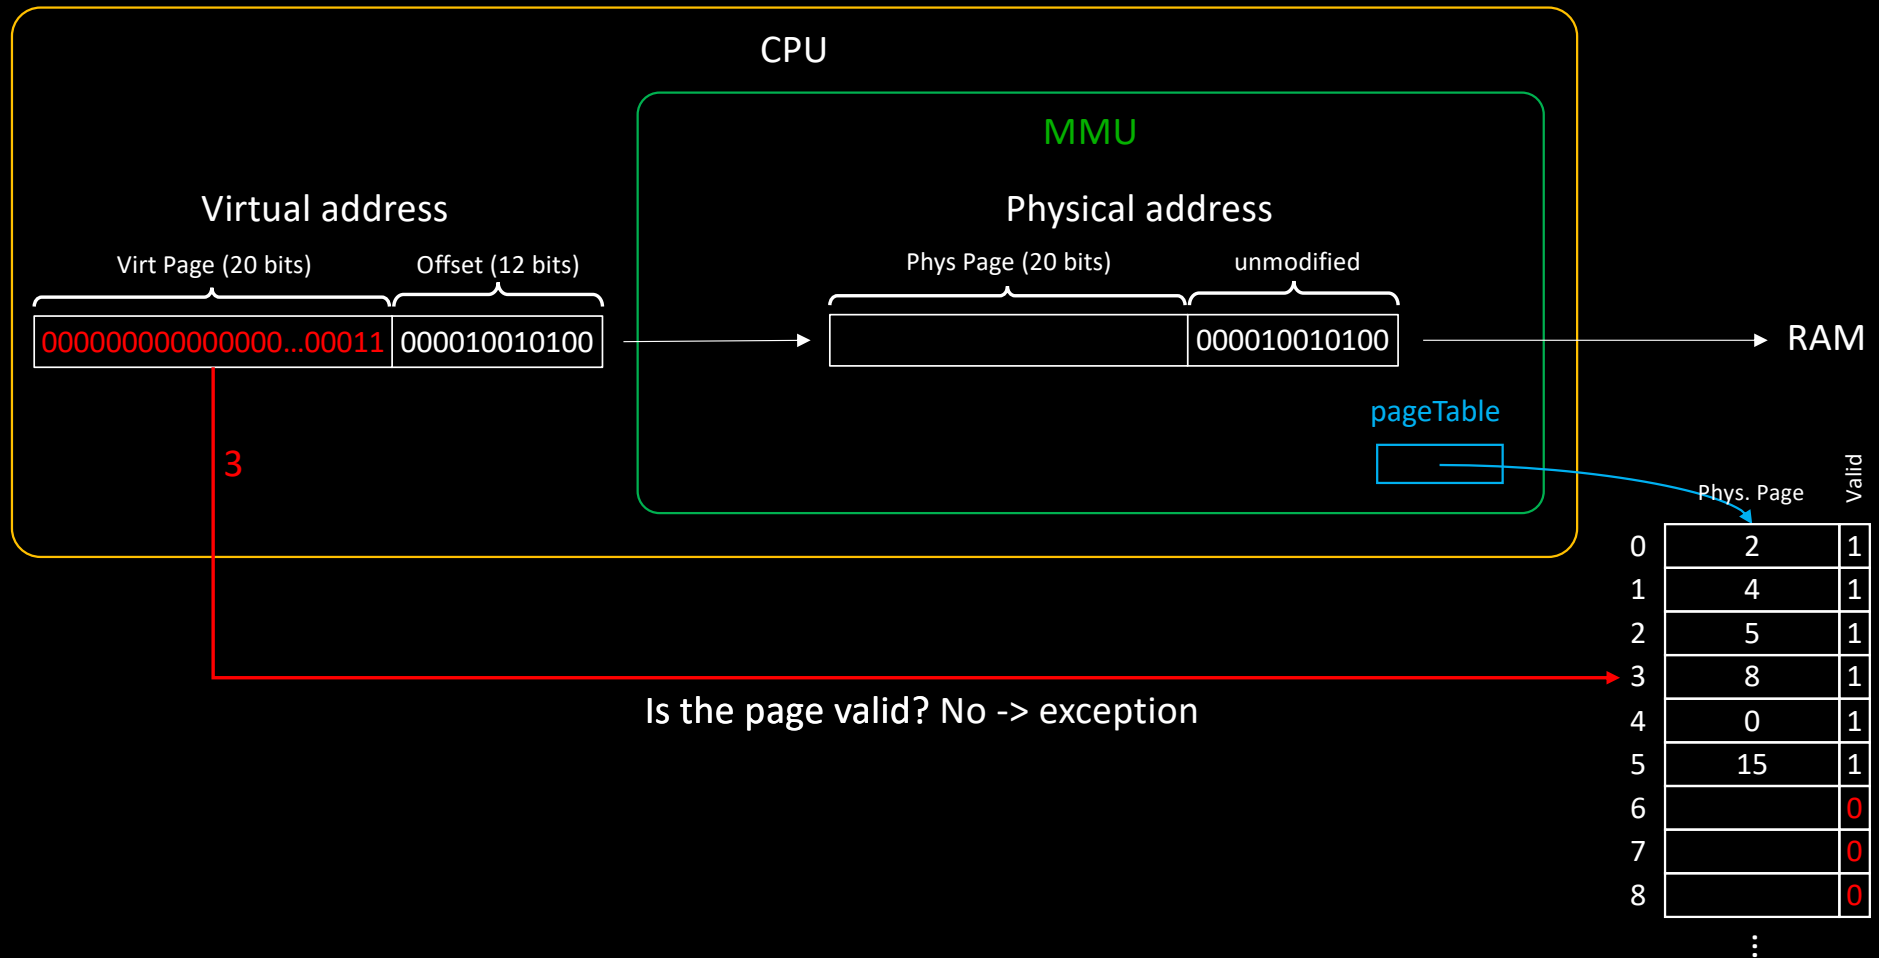 CPU
MMU
Virtual address
Physical address
Virt Page (20 bits)
Offset (12 bits)
Phys Page (20 bits)
unmodified
000000000000000...00011
000010010100
000010010100
RAM
pageTable
3
Phys. Page
Valid
0 2 1
1 4 1
2 5 1
3 8 1
4 0 1
5 15 1
6 0
7 0
8 0
...
Is the page valid? No -> exception